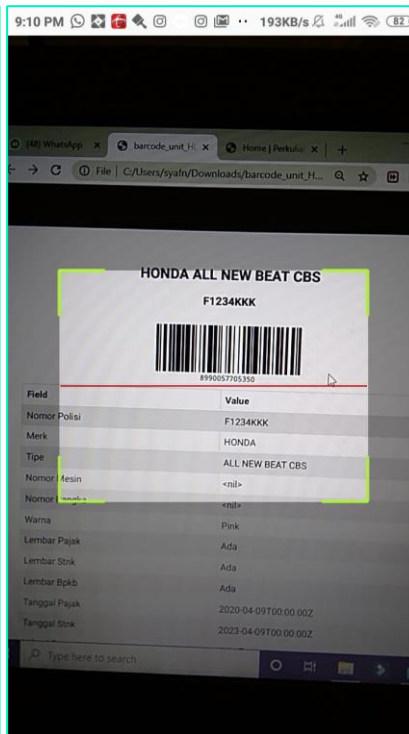 9:10 PM 193KB/s 4G 82
(48) WhatsApp × barcode_unit_H × Home | Perkulia × +
File | C:/Users/syafn/Downloads/barcode_unit_H...
HONDA ALL NEW BEAT CBS
F1234KKK
8990057705350
Field Value
Nomor Polisi F1234KKK
Merk HONDA
Tipe ALL NEW BEAT CBS
Nomor Mesin <nil>
Nomor <nil>
Warna Pink
Lembar Pajak Ada
Lembar Stnk Ada
Lembar Bpkb Ada
Tanggal Pajak 2020-04-09T00:00:00Z
Tanggal Stnk 2023-04-09T00:00:00Z
Type here to search